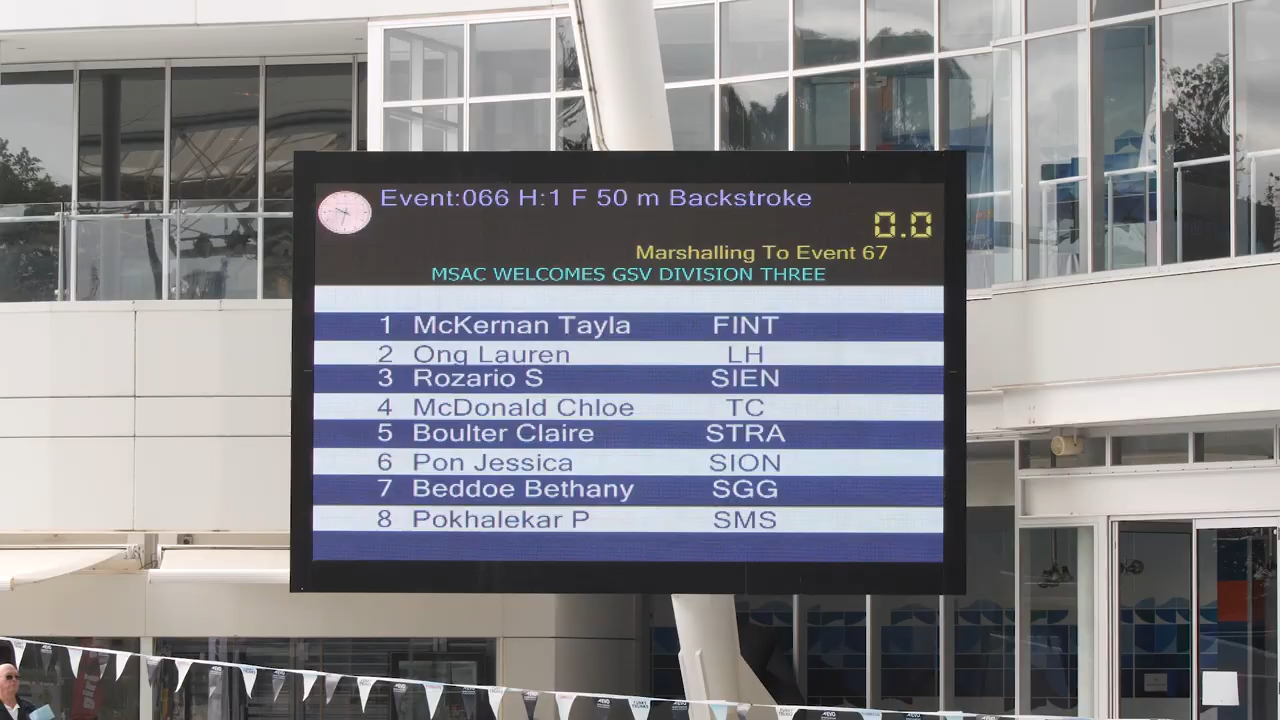 Event:066 H:1 F 50 m Backstroke
0.0
Marshalling To Event 67
MSAC WELCOMES GSV DIVISION THREE
1 McKernan Tayla FINT
2 Ong Lauren LH
3 Rozario S SIEN
4 McDonald Chloe TC
5 Boulter Claire STRA
6 Pon Jessica SION
7 Beddoe Bethany SGG
8 Pokhalekar P SMS